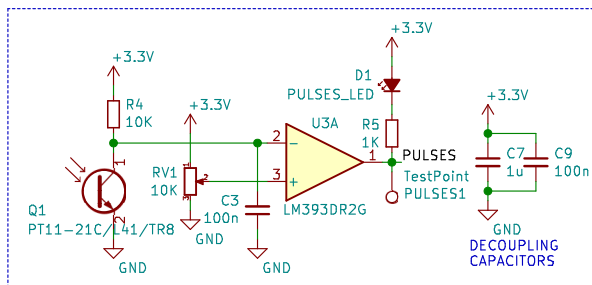 +3.3V
+3.3V
D1
PULSES_LED
+3.3V
R4
10K
+3.3V
U3A
R5
1K
2
−
1
PULSES
3
+
LM393DR2G
TestPoint
PULSES1
C7
1u
C9
100n
1
2
Q1
PT11-21C/L41/TR8
GND
1
2
3
RV1
10K
GND
C3
100n
GND
GND
DECOUPLING
CAPACITORS